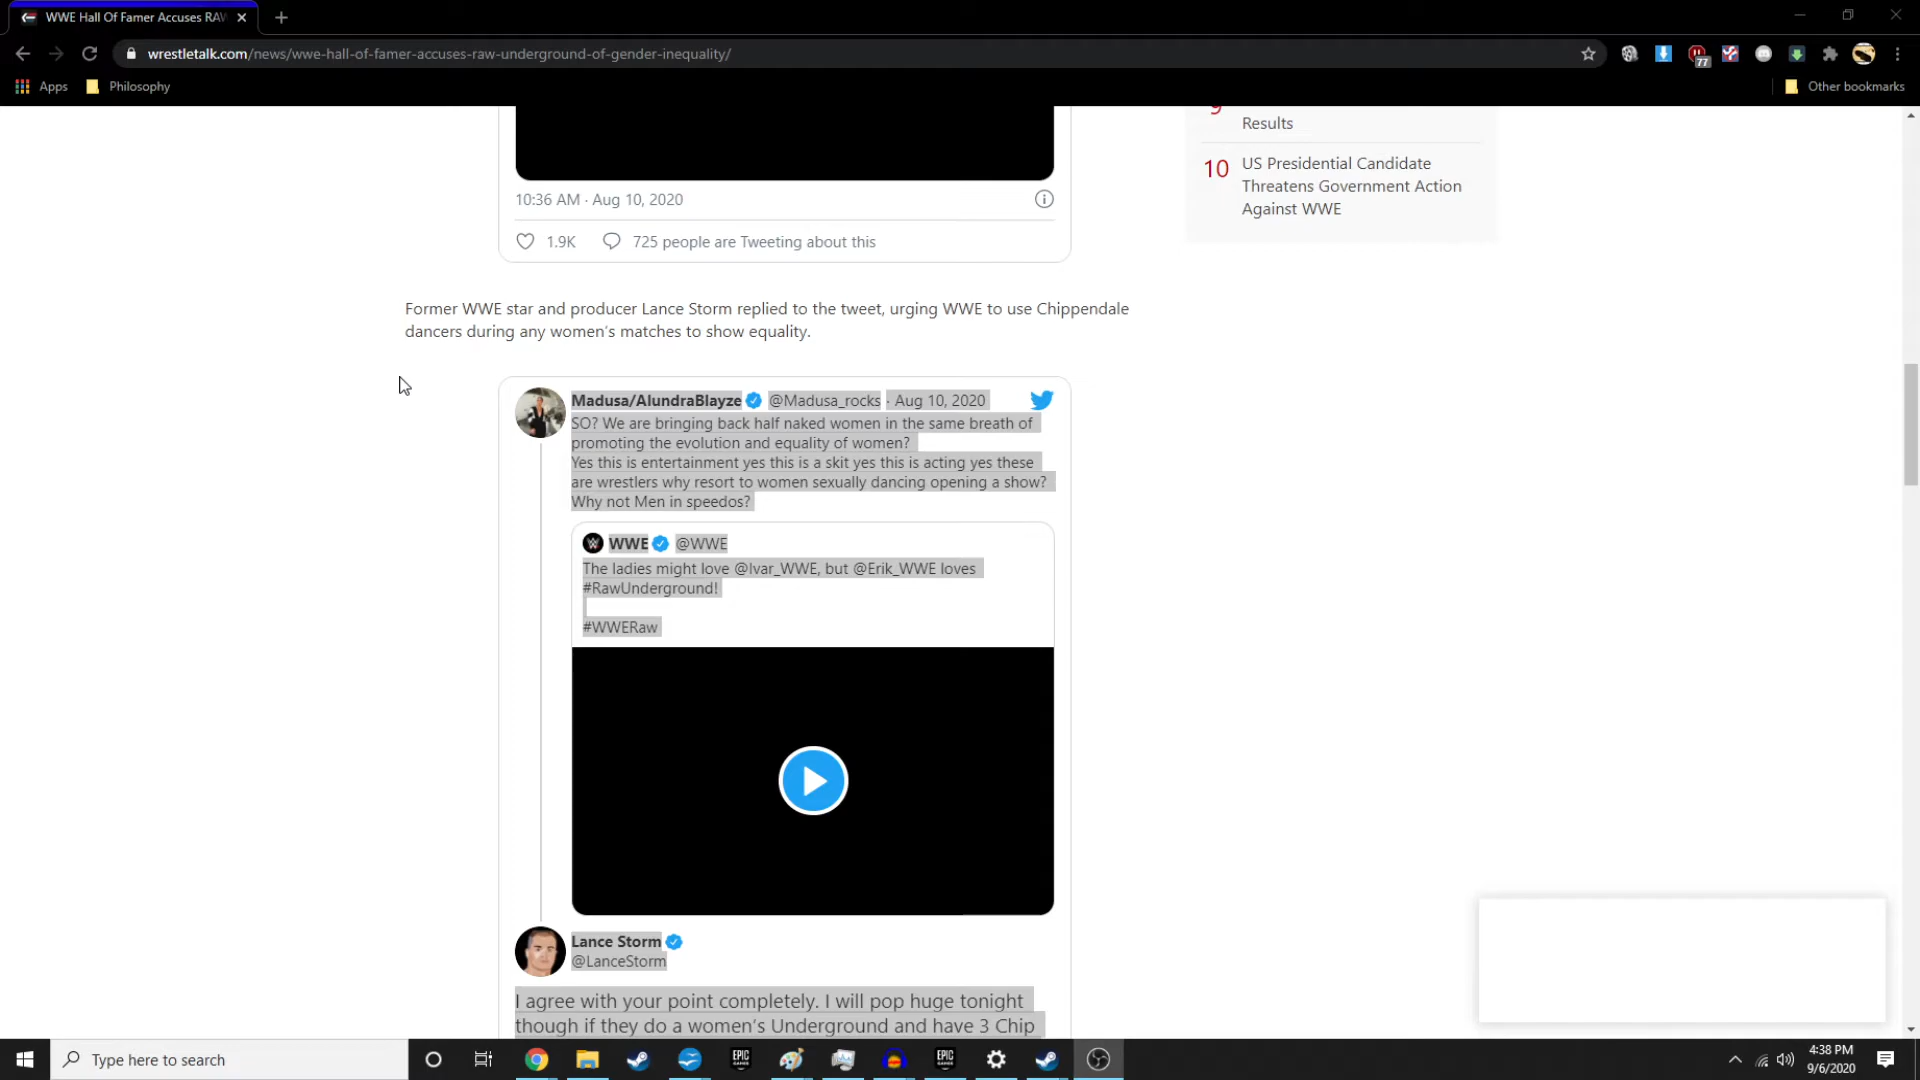 WWE Hall Of Famer Accuses RAW
wrestletalk.com/news/wwe-hall-of-famer-accuses-raw-underground-of-gender-inequality/
77
Apps
Philosophy
Other bookmarks
9
Results
10
US Presidential Candidate
Threatens Government Action
Against WWE
10:36 AM · Aug 10, 2020
1.9K
725 people are Tweeting about this
Former WWE star and producer Lance Storm replied to the tweet, urging WWE to use Chippendale
dancers during any women's matches to show equality.
Madusa/AlundraBlayze @Madusa_rocks · Aug 10, 2020
SO? We are bringing back half naked women in the same breath of
promoting the evolution and equality of women?
Yes this is entertainment yes this is a skit yes this is acting yes these
are wrestlers why resort to women sexually dancing opening a show?
Why not Men in speedos?
WWE @WWE
The ladies might love @Ivar_WWE, but @Erik_WWE loves
#RawUnderground!
#WWERaw
Lance Storm
@LanceStorm
I agree with your point completely. I will pop huge tonight
though if they do a women's Underground and have 3 Chip
Type here to search
EPIC
EPIC
4:38 PM
9/6/2020